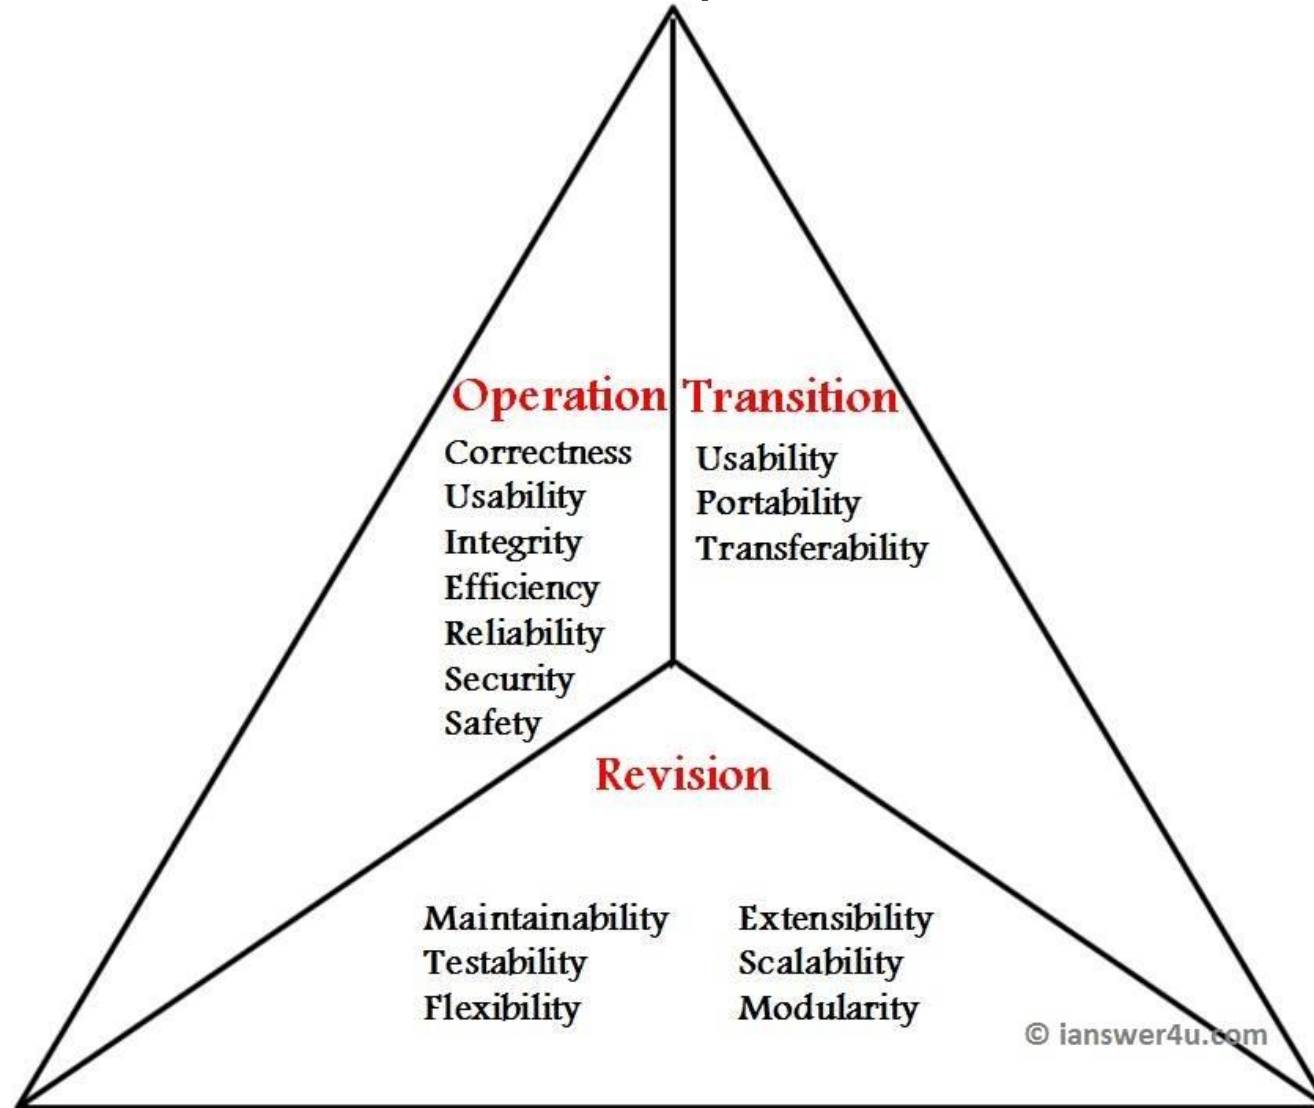 Operation
Correctness
Usability
Integrity
Efficiency
Reliability
Security
Safety
Transition
Usability
Portability
Transferability
Revision
Maintainability
Testability
Flexibility
Extensibility
Scalability
Modularity
© ianswer4u.com